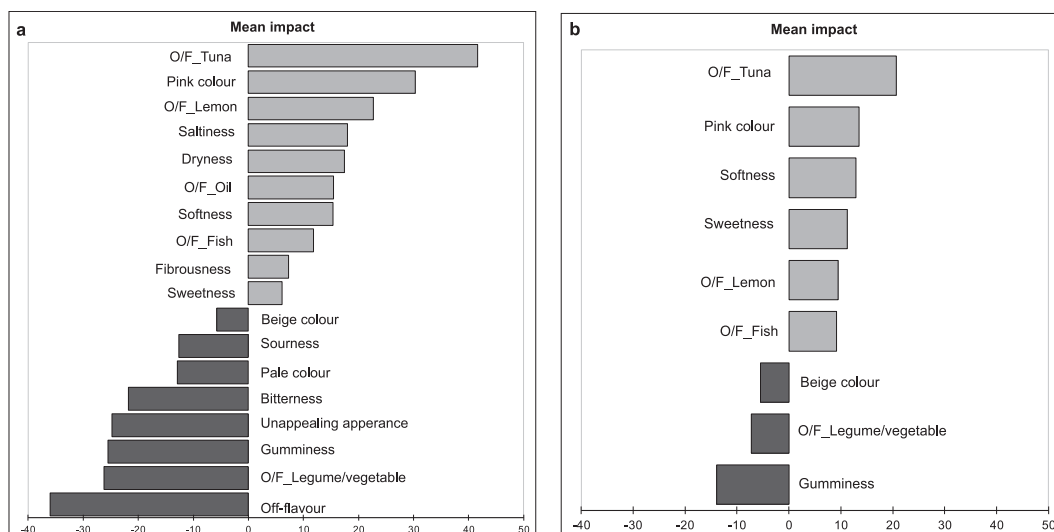 a
Mean impact
O/F_Tuna
Pink colour
O/F_Lemon
Saltiness
Dryness
O/F_Oil
Softness
O/F_Fish
Fibrousness
Sweetness
Beige colour
Sourness
Pale colour
Bitterness
Unappealing apperance
Gumminess
O/F_Legume/vegetable
Off-flavour
-40 -30 -20 -10 0 10 20 30 40 50
b
Mean impact
O/F_Tuna
Pink colour
Softness
Sweetness
O/F_Lemon
O/F_Fish
Beige colour
O/F_Legume/vegetable
Gumminess
-40 -30 -20 -10 0 10 20 30 40 50